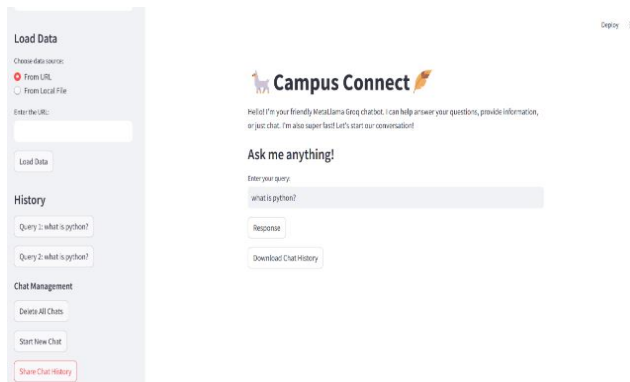 Load Data
Choose data source:
From URL
From Local File
Enter the URL:
Load Data
History
Query 1: what is python?
Query 2: what is python?
Chat Management
Delete All Chats
Start New Chat
Share Chat History
Deploy
Campus Connect
Hello! I'm your friendly MetaLlama Groq chatbot. I can help answer your questions, provide information,
or just chat. I'm also super fast! Let's start our conversation!
Ask me anything!
Enter your query:
what is python?
Response
Download Chat History